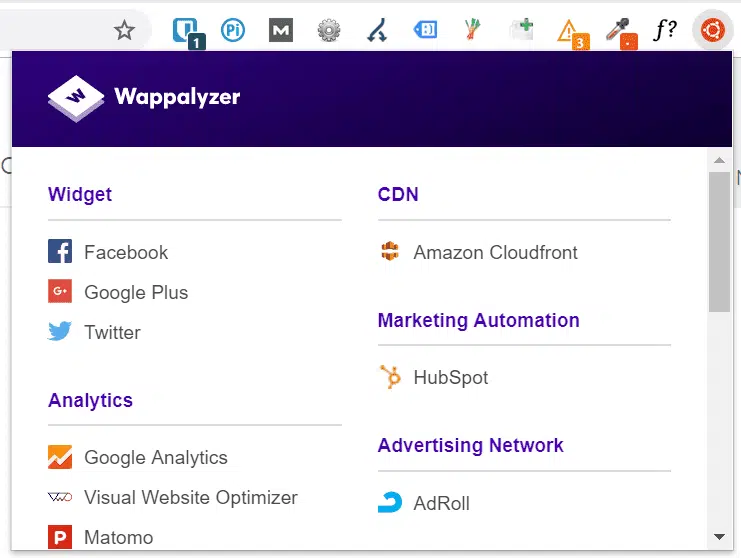 1
Pi
M
3
f?
W
Wappalyzer
Widget
Facebook
G+ Google Plus
Twitter
Analytics
Google Analytics
VWO Visual Website Optimizer
P Matomo
CDN
Amazon Cloudfront
Marketing Automation
HubSpot
Advertising Network
AdRoll